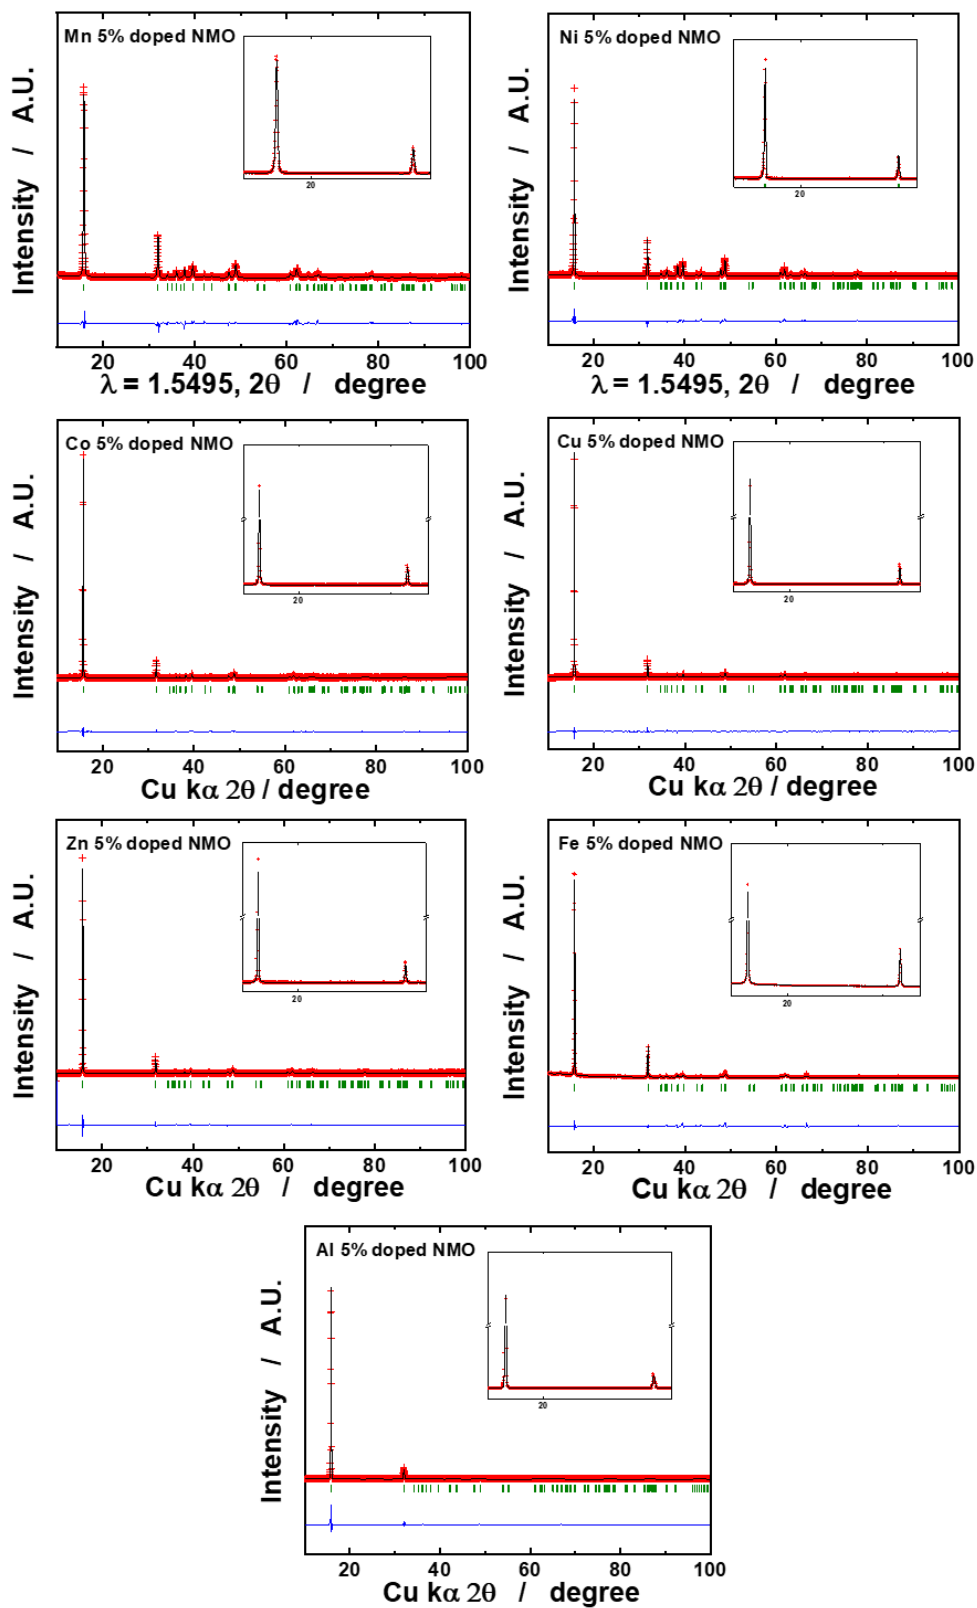 Mn 5% doped NMO
Intensity / A.U.
20
20 40 60 80 100
λ = 1.5495, 2θ / degree
Ni 5% doped NMO
Intensity / A.U.
20
20 40 60 80 100
λ = 1.5495, 2θ / degree
Co 5% doped NMO
Intensity / A.U.
20
20 40 60 80 100
Cu kα 2θ / degree
Cu 5% doped NMO
Intensity / A.U.
20
20 40 60 80 100
Cu kα 2θ / degree
Zn 5% doped NMO
Intensity / A.U.
20
20 40 60 80 100
Cu kα 2θ / degree
Fe 5% doped NMO
Intensity / A.U.
20
20 40 60 80 100
Cu kα 2θ / degree
Al 5% doped NMO
Intensity / A.U.
20
20 40 60 80 100
Cu kα 2θ / degree